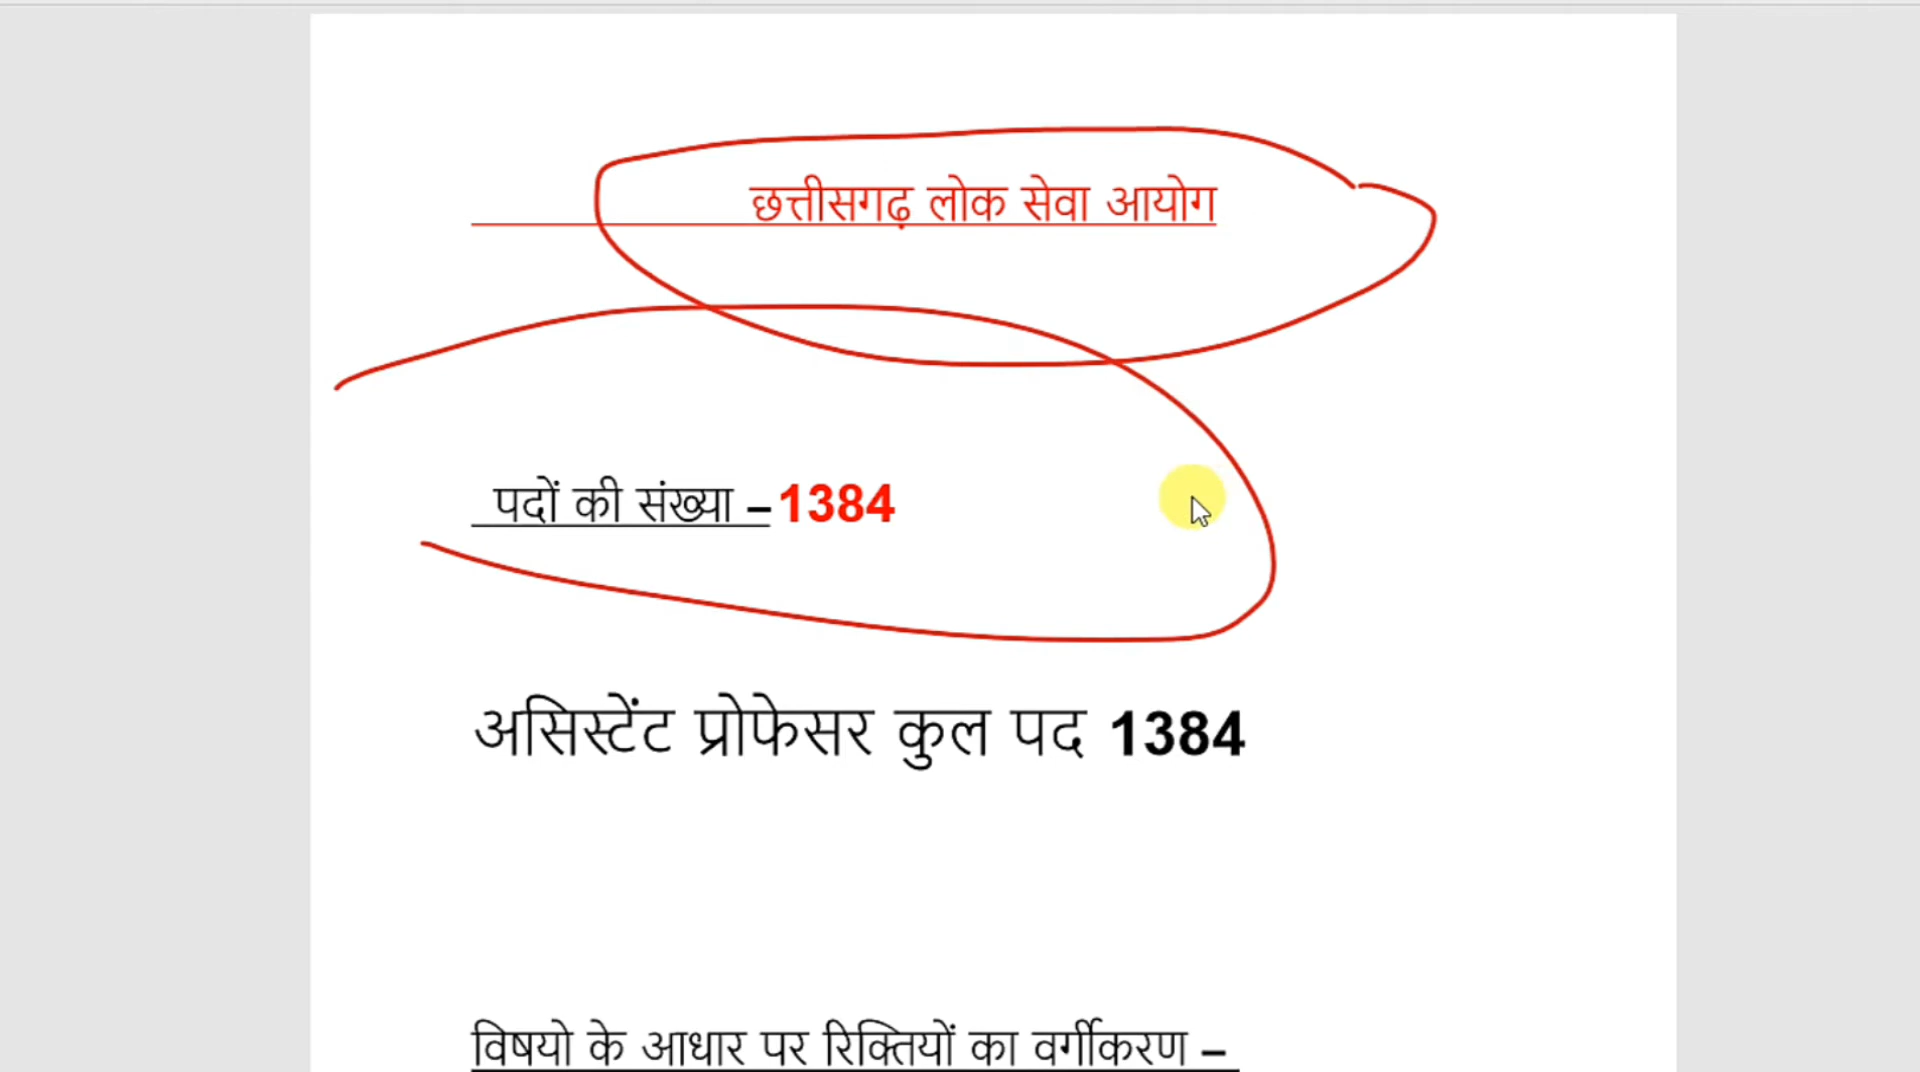 छत्तीसगढ़ लोक सेवा आयोग
पदों की संख्या –1384
असिस्टेंट प्रोफेसर कुल पद 1384
विषयो के आधार पर रिक्तियों का वर्गीकरण –